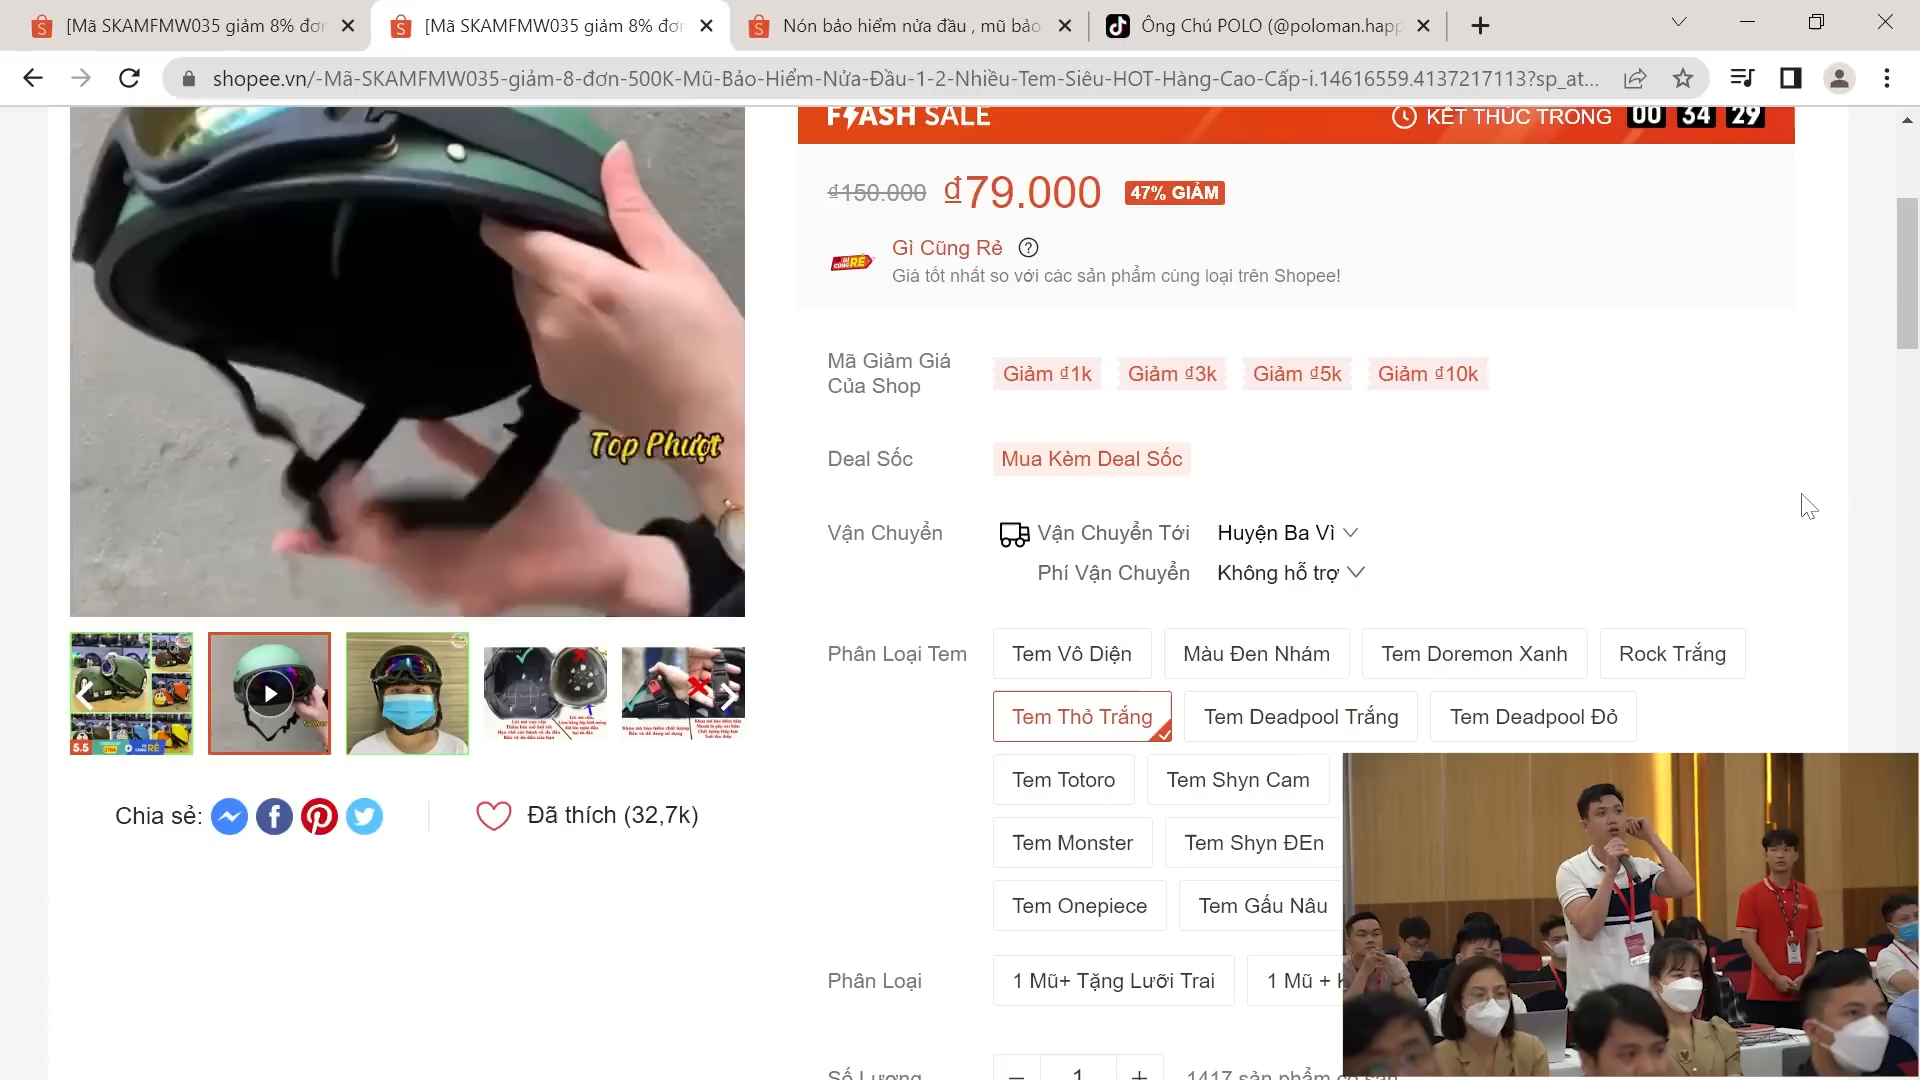 [Mã SKAMFMW035 giảm 8% đơn
[Mã SKAMFMW035 giảm 8% đơn
Nón bảo hiểm nửa đầu , mũ bảo
Ông Chú POLO (@poloman.happ
shopee.vn/-Mã-SKAMFMW035-giảm-8-đơn-500K-Mũ-Bảo-Hiểm-Nửa-Đầu-1-2-Nhiều-Tem-Siêu-HOT-Hàng-Cao-Cấp-i.14616559.4137217113?sp_at...
FLASH SALE
KẾT THÚC TRONG 00 34 29
₫150.000 ₫79.000 47% GIẢM
Gì Cũng Rẻ
Giá tốt nhất so với các sản phẩm cùng loại trên Shopee!
Mã Giảm Giá
Của Shop
Giảm ₫1k Giảm ₫3k Giảm ₫5k Giảm ₫10k
Top Phượt
Deal Sốc Mua Kèm Deal Sốc
Vận Chuyển Vận Chuyển Tới Huyện Ba Vì
Phí Vận Chuyển Không hỗ trợ
Phân Loại Tem Tem Vô Diện Màu Đen Nhám Tem Doremon Xanh Rock Trắng
Tem Thỏ Trắng Tem Deadpool Trắng Tem Deadpool Đỏ
Tem Totoro Tem Shyn Cam
Tem Monster Tem Shyn ĐEn
Tem Onepiece Tem Gấu Nâu
5.5
Chia sẻ: Đã thích (32,7k)
Phân Loại 1 Mũ+ Tặng Lưỡi Trai 1 Mũ +
Số Lượng 1 1417 sản phẩm có sẵn